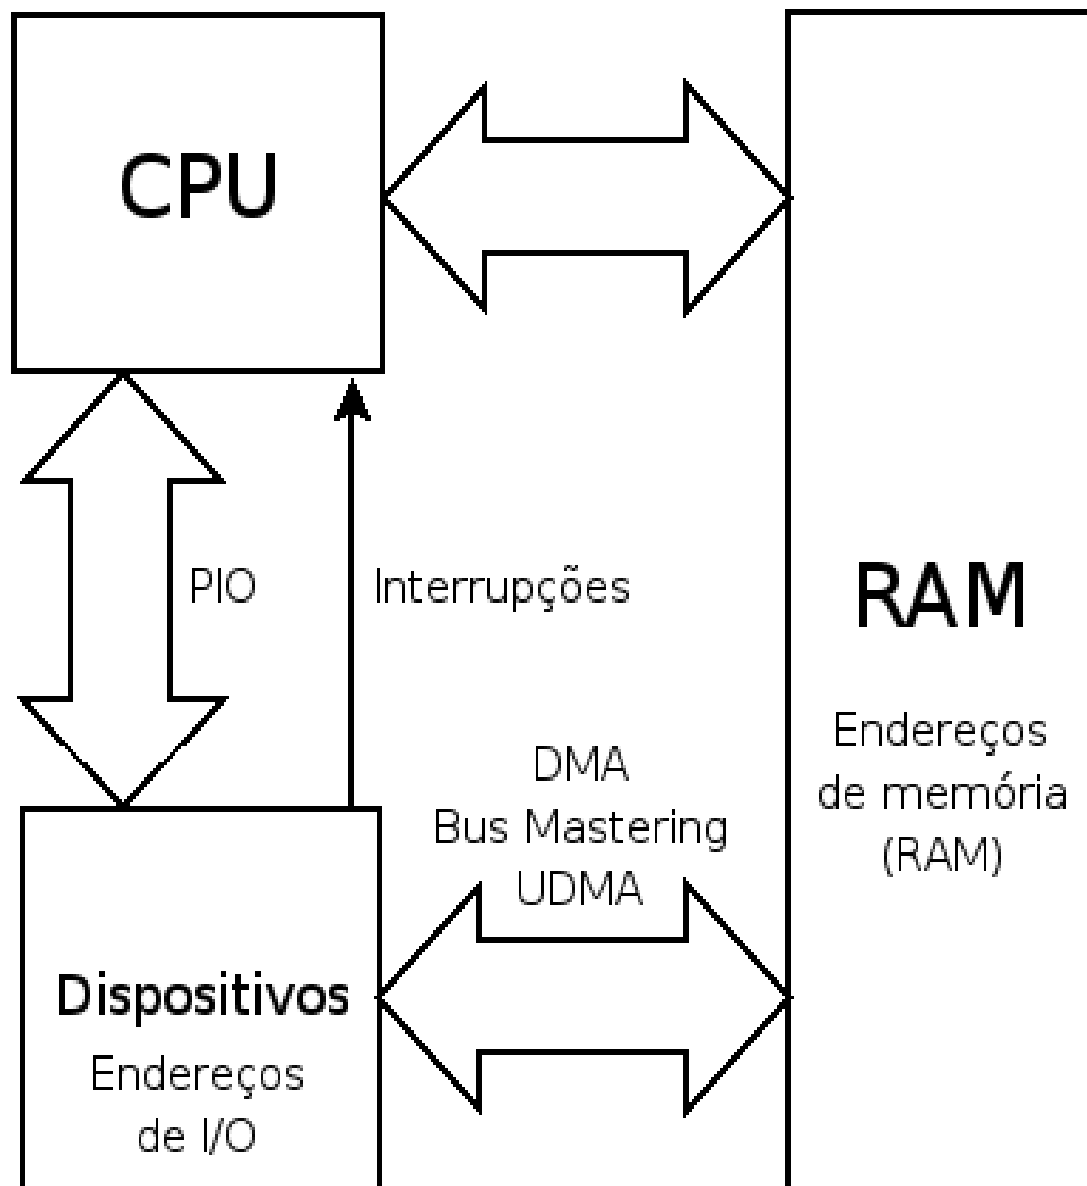 CPU
PIO
Interrupções
RAM
Endereços
de memória
(RAM)
DMA
Bus Mastering
UDMA
Dispositivos
Endereços
de I/O